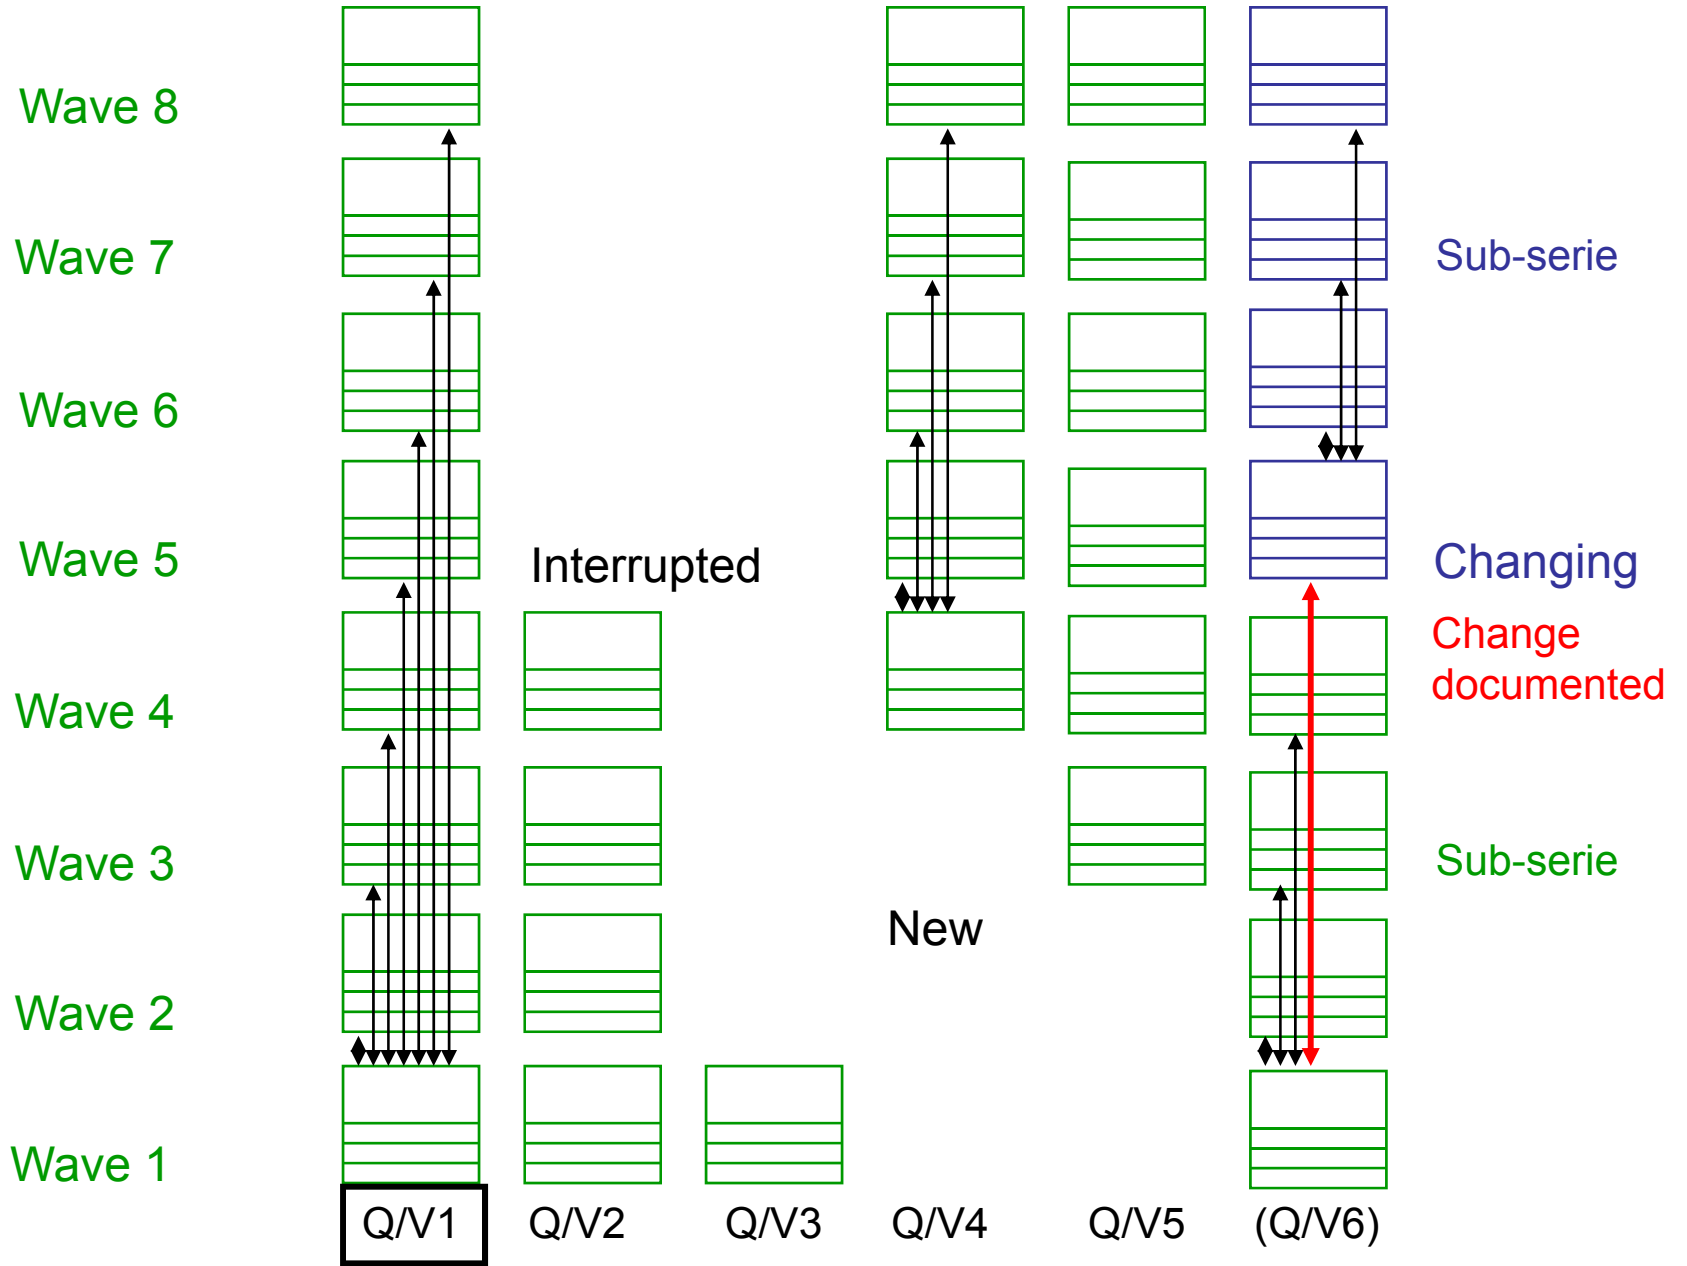 Wave 8
Wave 7
Sub-serie
Wave 6
Wave 5
Interrupted
Changing
Change
documented
Wave 4
Wave 3
Sub-serie
New
Wave 2
Wave 1
Q/V1
Q/V2
Q/V3
Q/V4
Q/V5
(Q/V6)